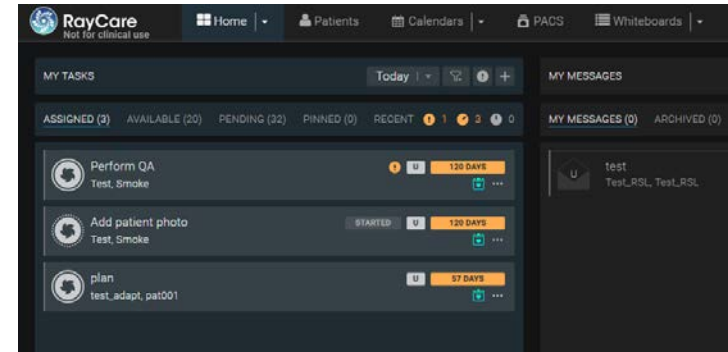 RayCare
Not for clinical use
Home
Patients
Calendars
PACS
Whiteboards
MY TASKS
Today
MY MESSAGES
ASSIGNED (3) AVAILABLE (20) PENDING (32) PINNED (0) RECENT 1 3 0
MY MESSAGES (0) ARCHIVED (0)
Perform QA
U 120 DAYS
Test, Smoke
U
test
Test_RSL, Test_RSL
Add patient photo
STARTED U 120 DAYS
Test, Smoke
plan
U 57 DAYS
test_adapt, pat001